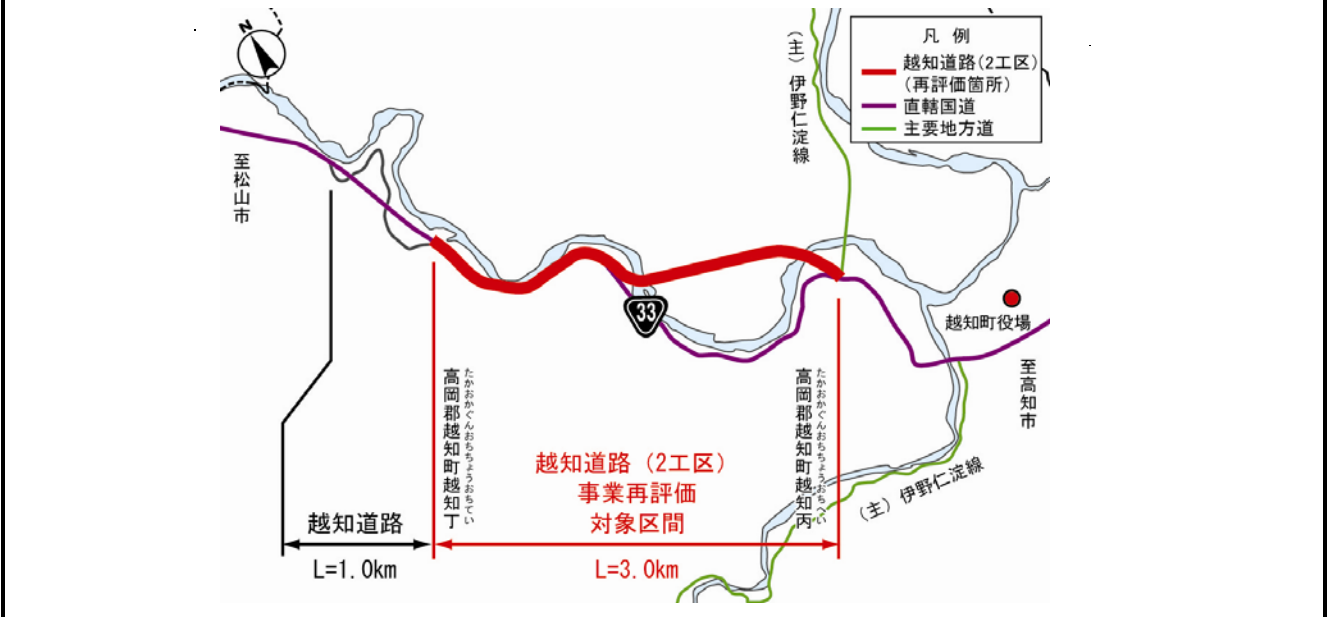 N
凡 例
越知道路(2工区)
(再評価箇所)
直轄国道
主要地方道
(主)伊野仁淀線
至松山市
33
越知町役場
至高知市
高岡郡越知町越知丁
たかおかぐんおちちょうおちてい
高岡郡越知町越知丙
たかおかぐんおちちょうおちへい
越知道路(2工区)
事業再評価
対象区間
(主)伊野仁淀線
越知道路
L=1.0km
L=3.0km